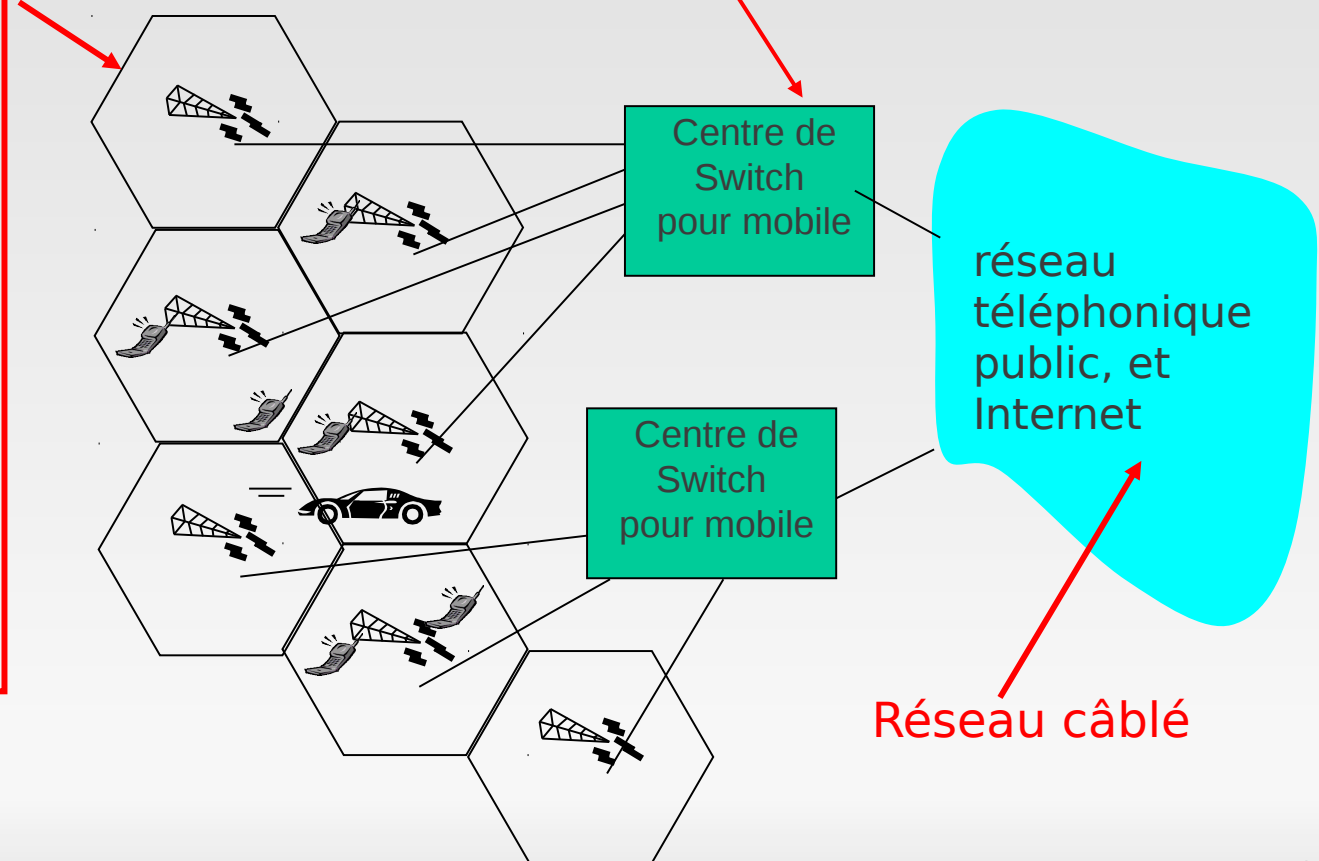 Centre de
Switch
pour mobile
réseau
téléphonique
public, et
Internet
Centre de
Switch
pour mobile
Réseau câblé